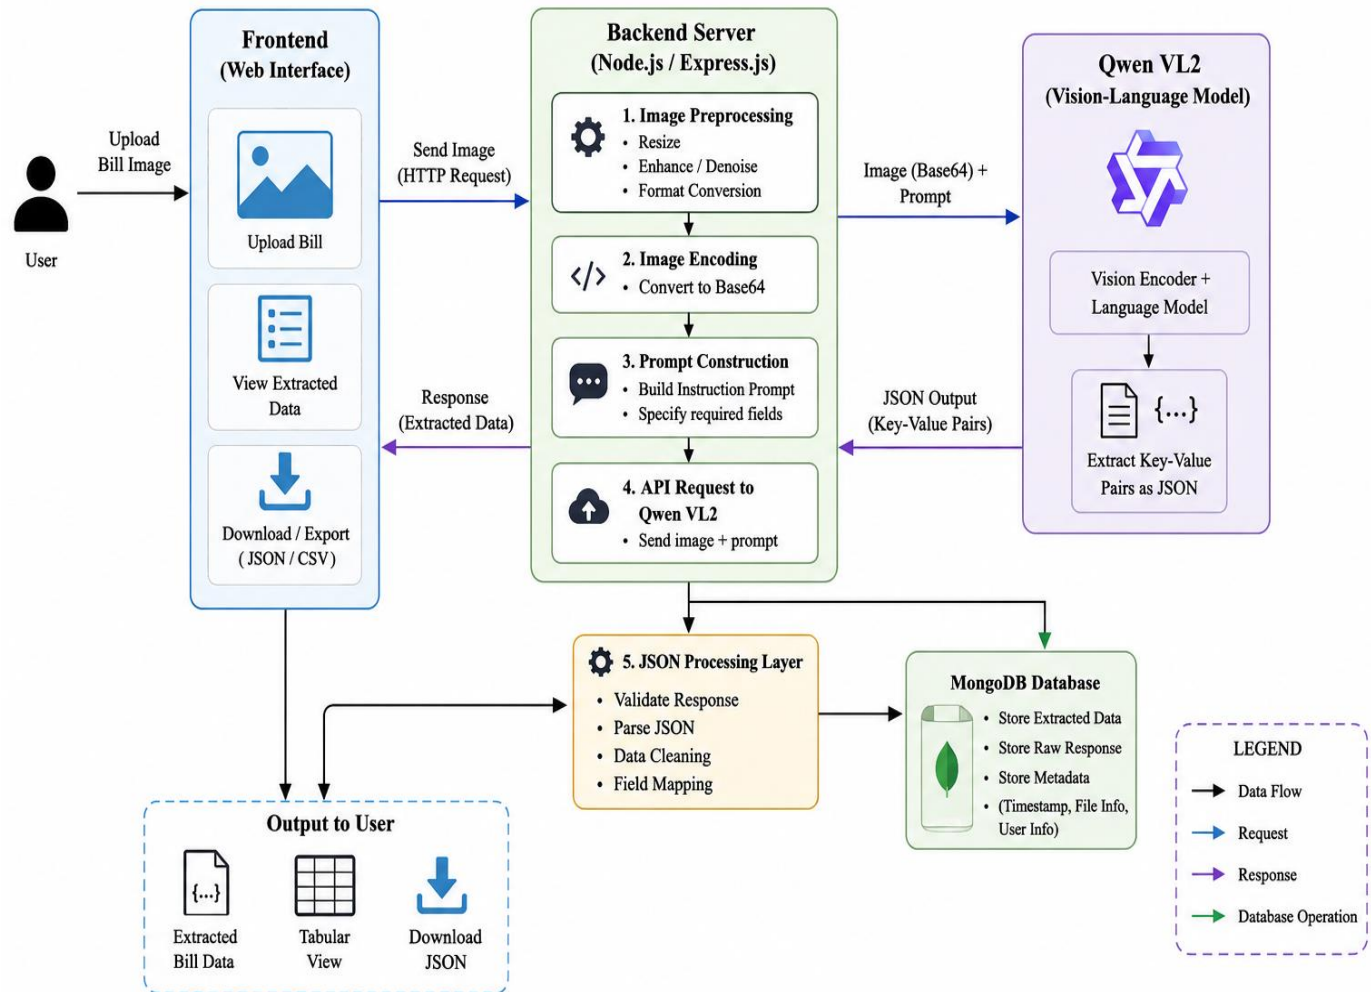 Frontend
(Web Interface)
Upload
Bill Image
User
Upload Bill
View Extracted
Data
Download / Export
( JSON / CSV )
Send Image
(HTTP Request)
Response
(Extracted Data)
Backend Server
(Node.js / Express.js)
1. Image Preprocessing
• Resize
• Enhance / Denoise
• Format Conversion
2. Image Encoding
• Convert to Base64
3. Prompt Construction
• Build Instruction Prompt
• Specify required fields
4. API Request to
Qwen VL2
• Send image + prompt
Image (Base64) +
Prompt
JSON Output
(Key-Value Pairs)
Qwen VL2
(Vision-Language Model)
Vision Encoder +
Language Model
{...}
Extract Key-Value
Pairs as JSON
5. JSON Processing Layer
• Validate Response
• Parse JSON
• Data Cleaning
• Field Mapping
MongoDB Database
• Store Extracted Data
• Store Raw Response
• Store Metadata
• (Timestamp, File Info,
User Info)
Output to User
{...}
Extracted
Bill Data
Tabular
View
Download
JSON
LEGEND
Data Flow
Request
Response
Database Operation